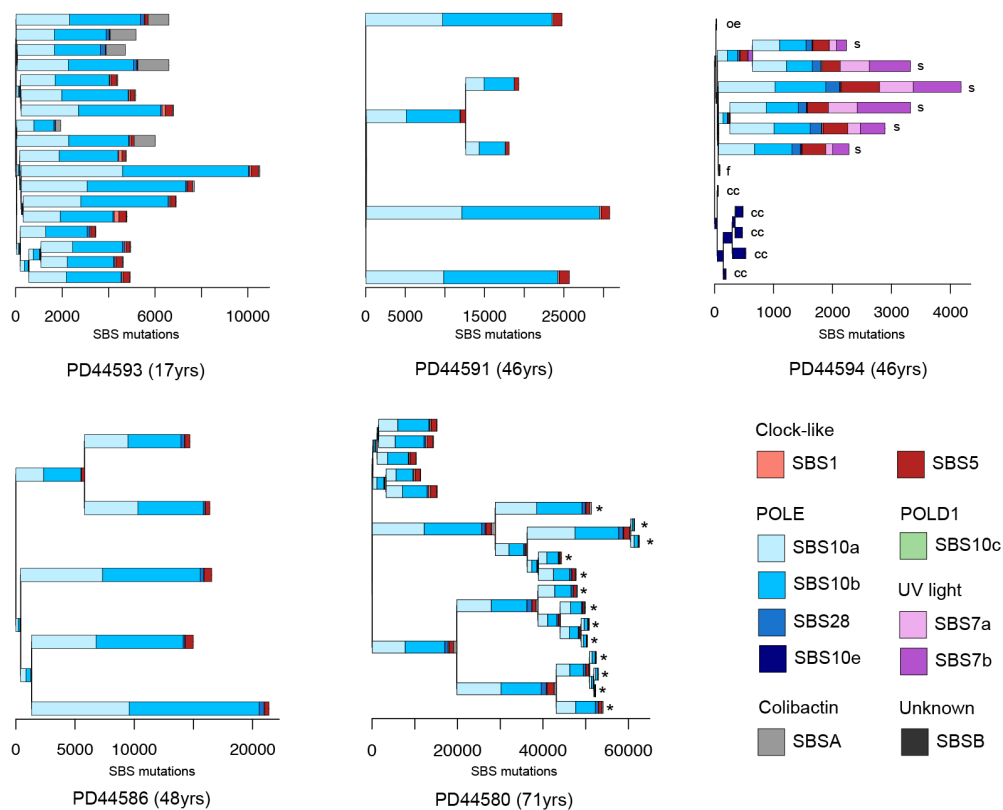 oe
s
s
s
s
s
s
f
cc
cc
cc
cc
cc
0 2000 6000 10000
SBS mutations
PD44593 (17yrs)
0 5000 15000 25000
SBS mutations
PD44591 (46yrs)
0 1000 2000 3000 4000
SBS mutations
PD44594 (46yrs)
*
*
*
*
*
*
*
*
*
*
*
*
*
0 5000 10000 20000
SBS mutations
PD44586 (48yrs)
0 20000 40000 60000
SBS mutations
PD44580 (71yrs)
Clock-like
SBS1
SBS5
POLE
POLD1
SBS10a
SBS10c
SBS10b
UV light
SBS28
SBS7a
SBS10e
SBS7b
Colibactin
Unknown
SBSA
SBSB